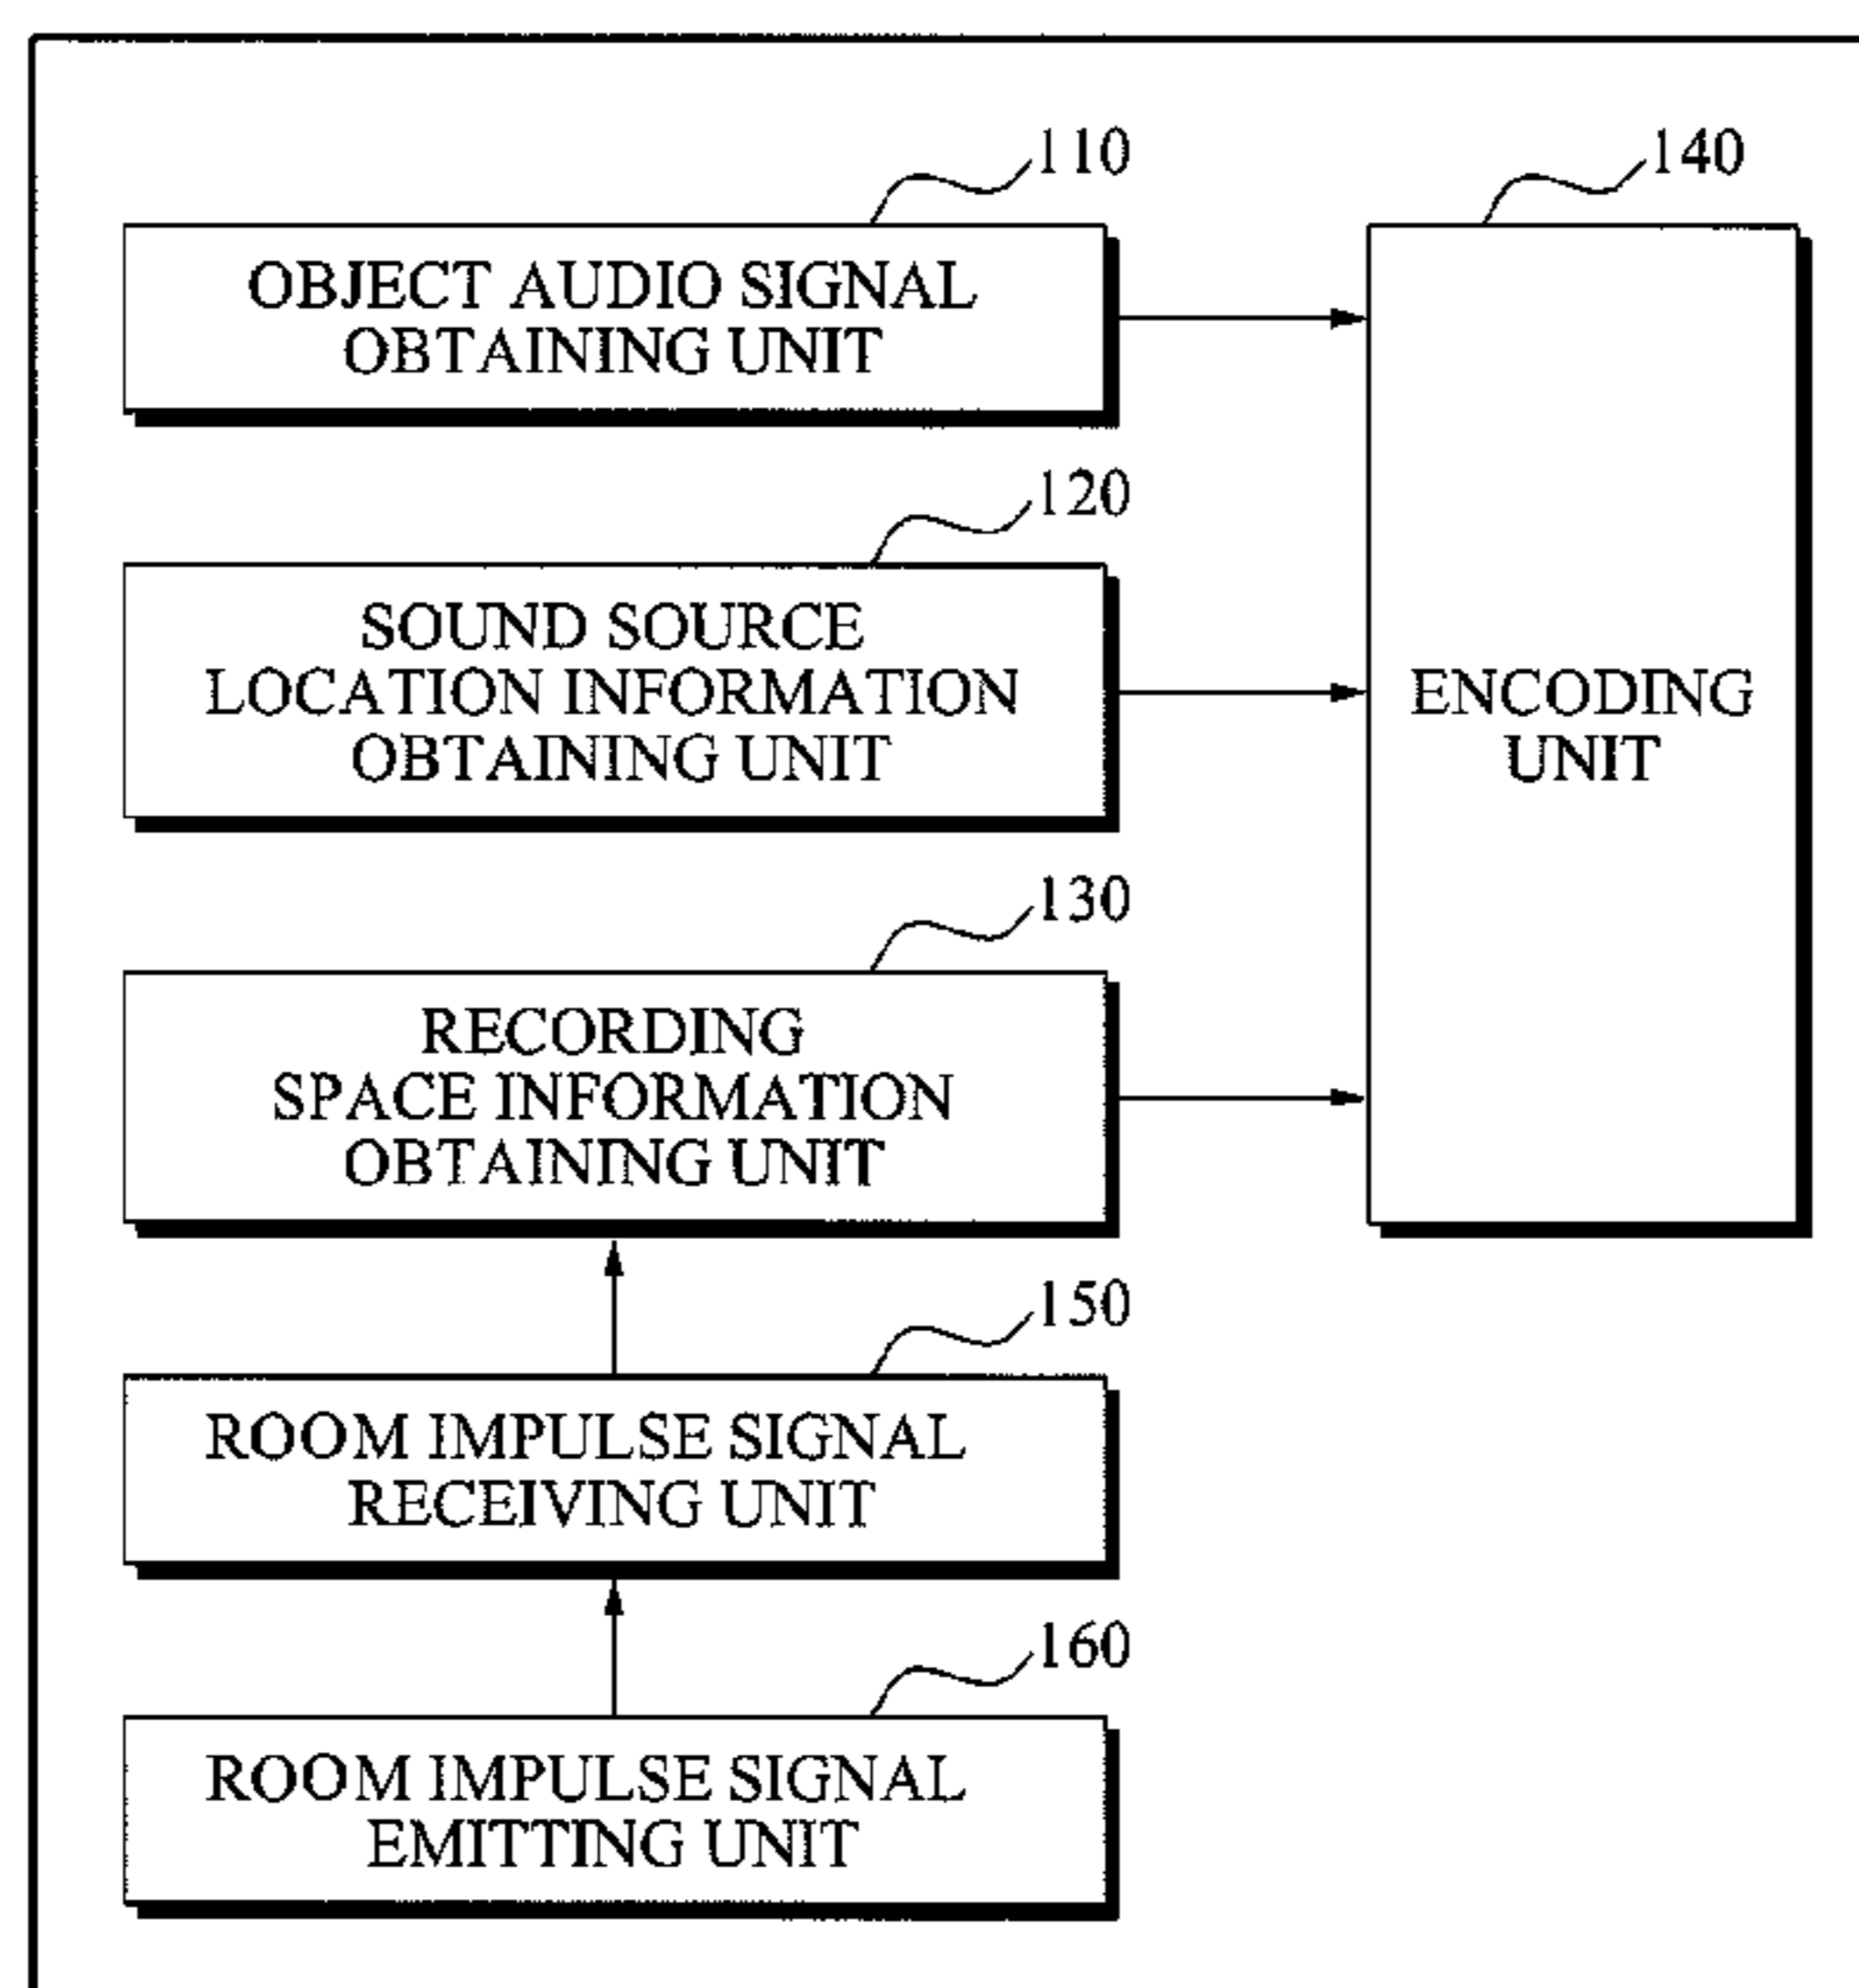 110
OBJECT AUDIO SIGNAL
OBTAINING UNIT
120
SOUND SOURCE
LOCATION INFORMATION
OBTAINING UNIT
130
RECORDING
SPACE INFORMATION
OBTAINING UNIT
150
ROOM IMPULSE SIGNAL
RECEIVING UNIT
160
ROOM IMPULSE SIGNAL
EMITTING UNIT
140
ENCODING
UNIT